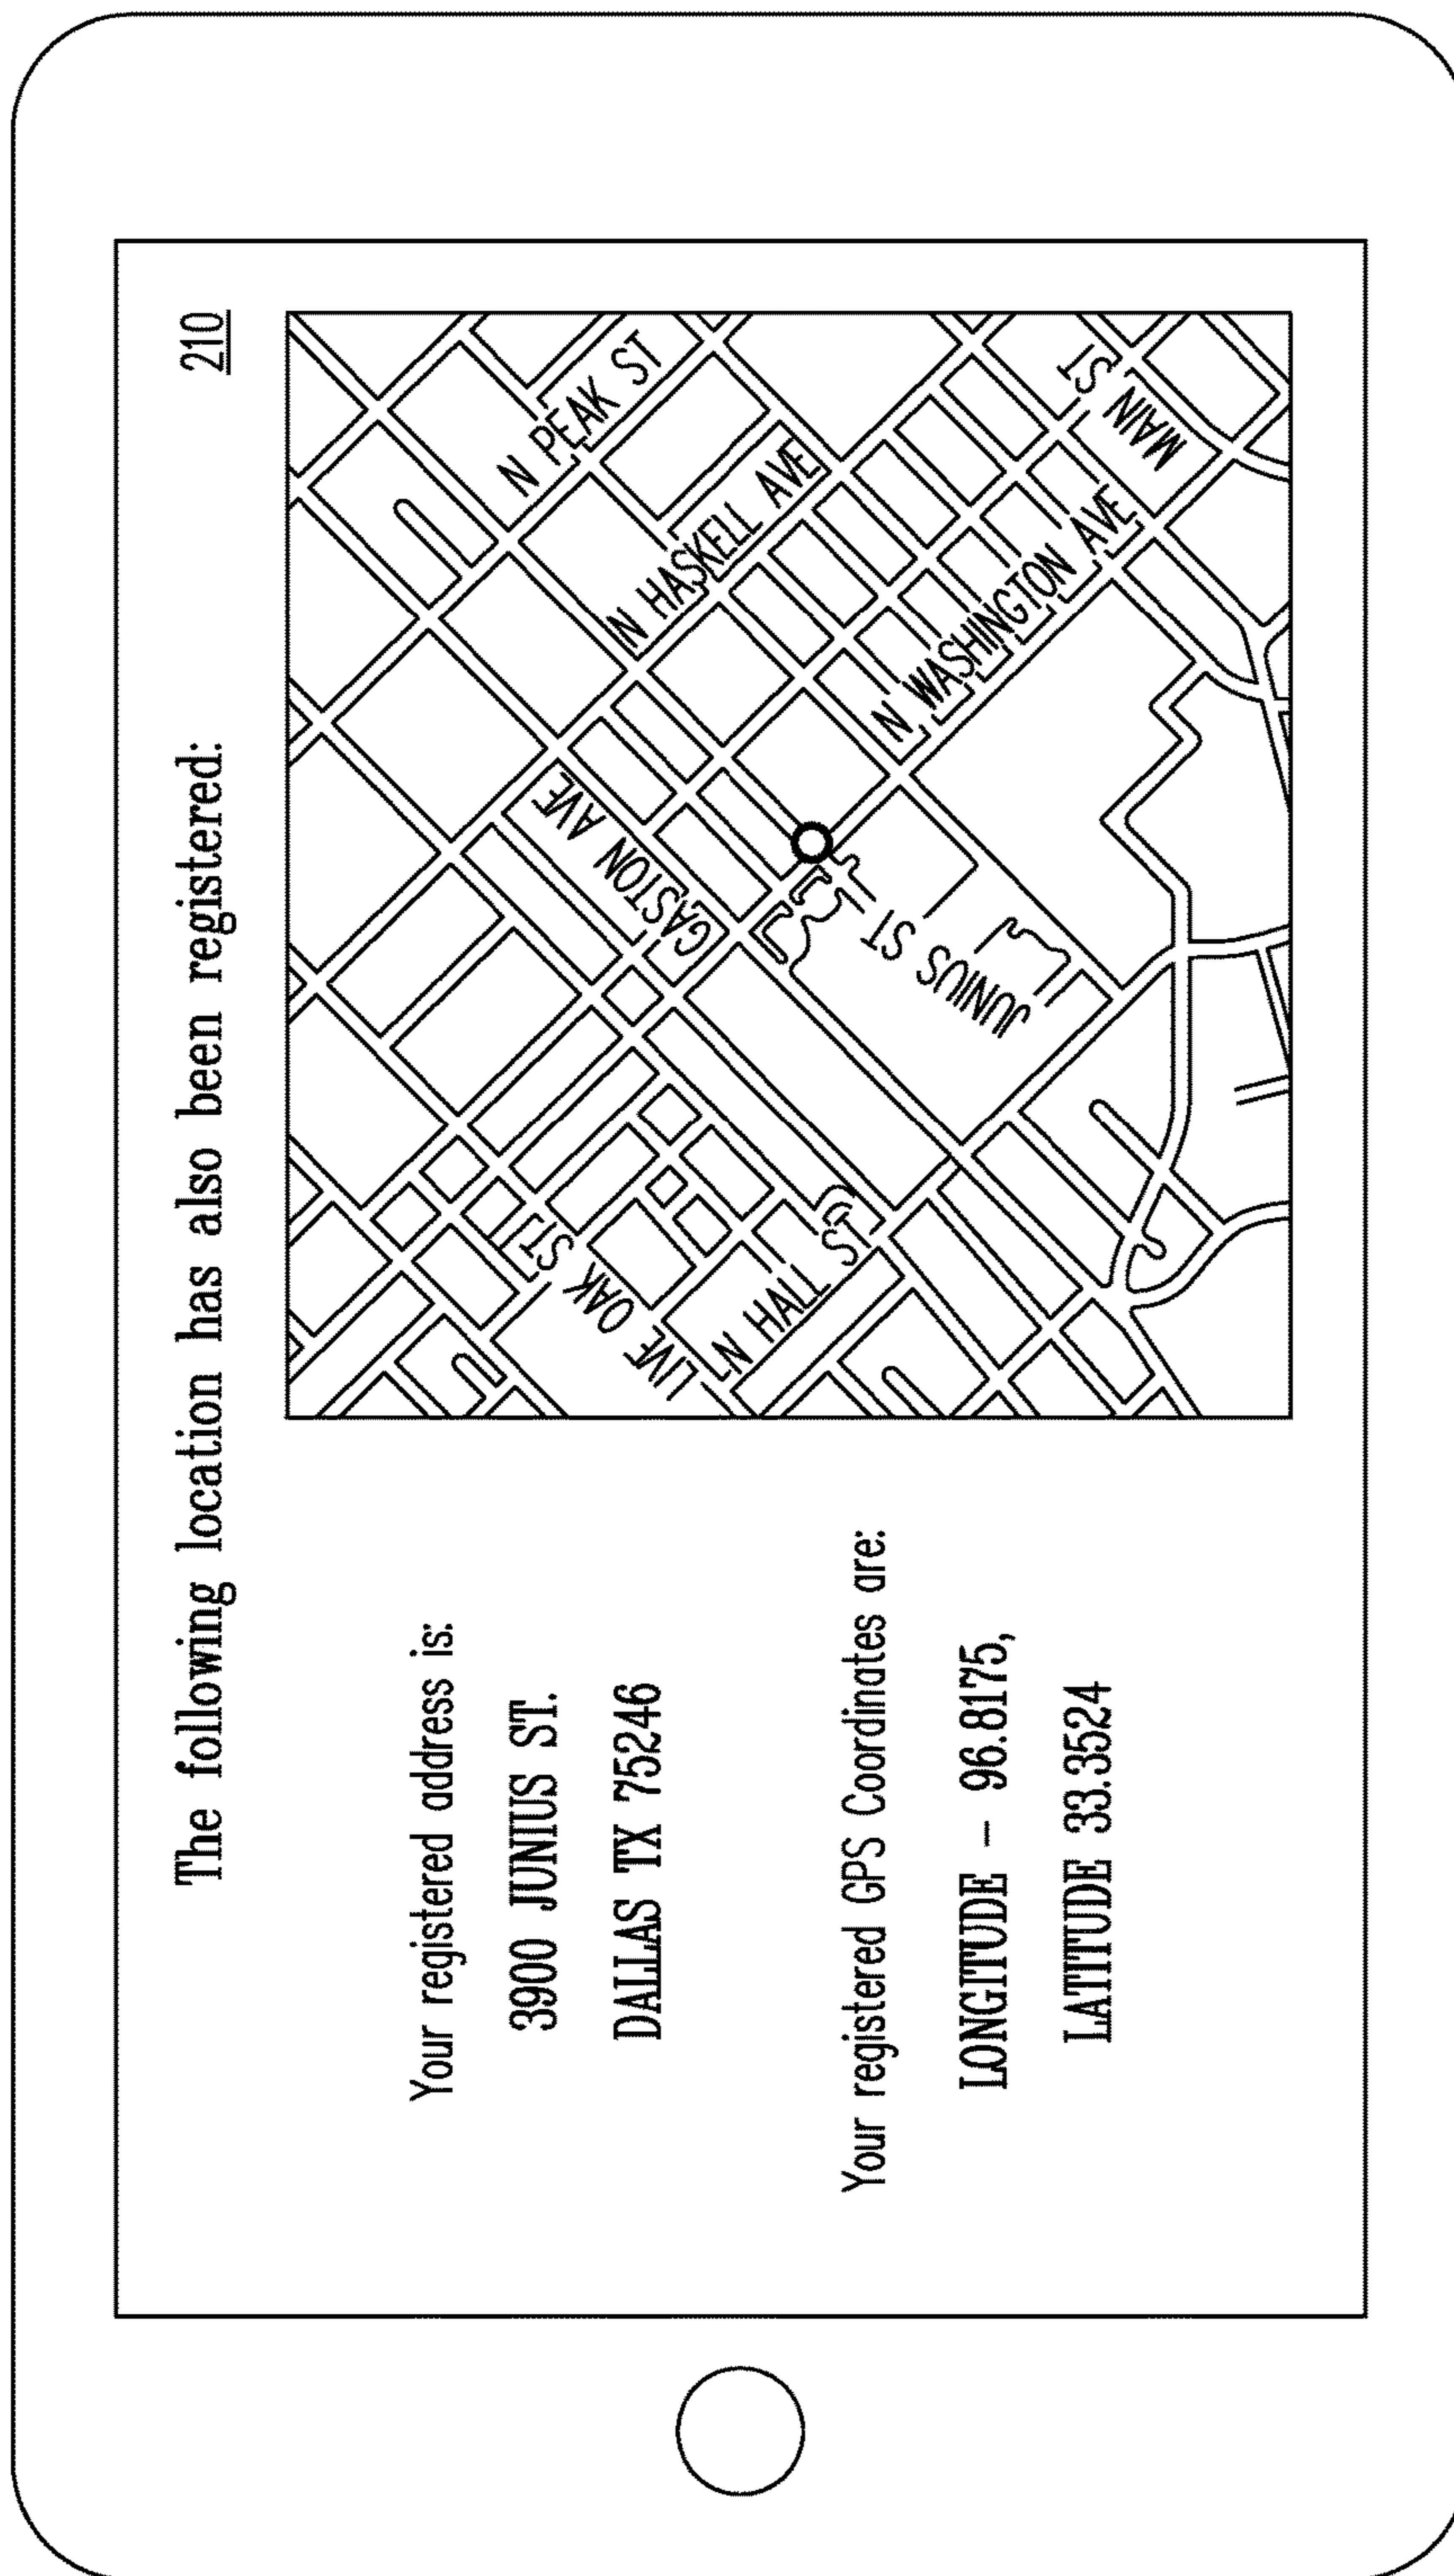 The following location has also been registered:
210
Your registered address is:
3900 JUNIUS ST.
DALLAS TX 75246
Your registered GPS Coordinates are:
LONGITUDE – 96.8175,
LATITUDE 33.3524
N PEAK ST
N HASKELL AVE
MAIN ST
N WASHINGTON AVE
GASTON AVE
JUNIUS ST
LIVE OAK ST
N HALL ST